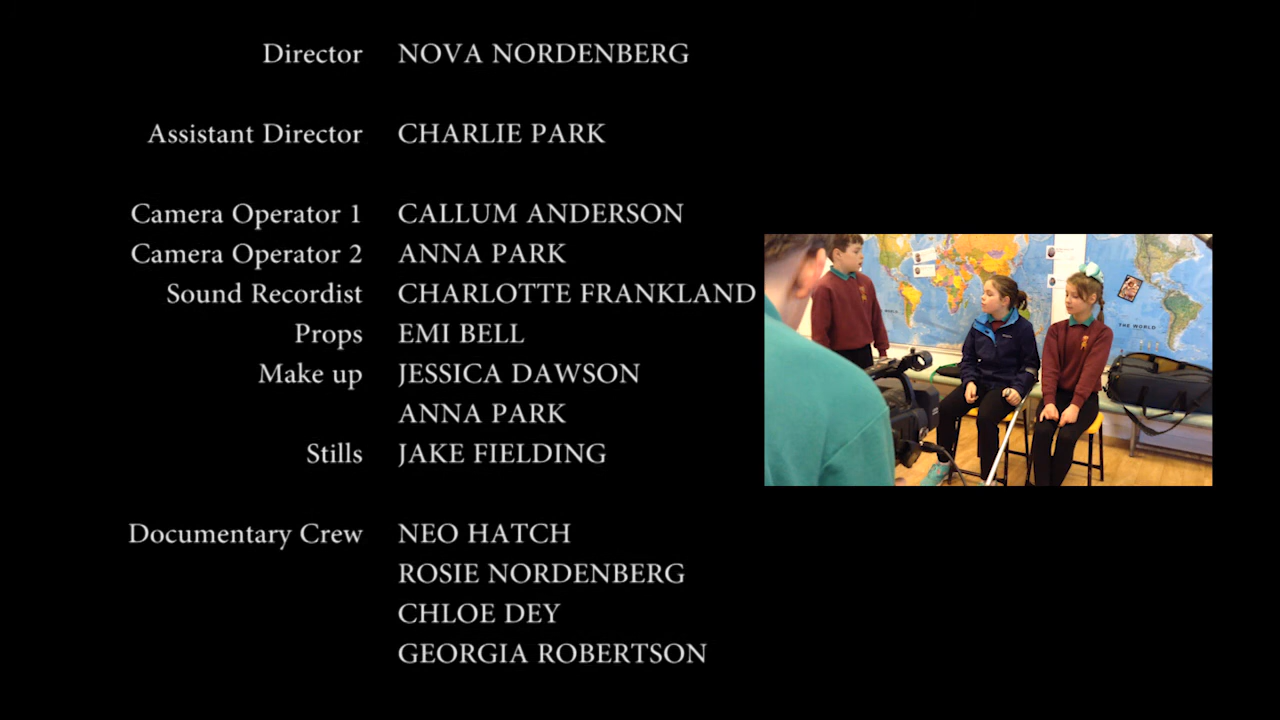 Director NOVA NORDENBERG
Assistant Director CHARLIE PARK
Camera Operator 1 CALLUM ANDERSON
Camera Operator 2 ANNA PARK
Sound Recordist CHARLOTTE FRANKLAND
Props EMI BELL
Make up JESSICA DAWSON
ANNA PARK
Stills JAKE FIELDING
Documentary Crew NEO HATCH
ROSIE NORDENBERG
CHLOE DEY
GEORGIA ROBERTSON
THE WORLD